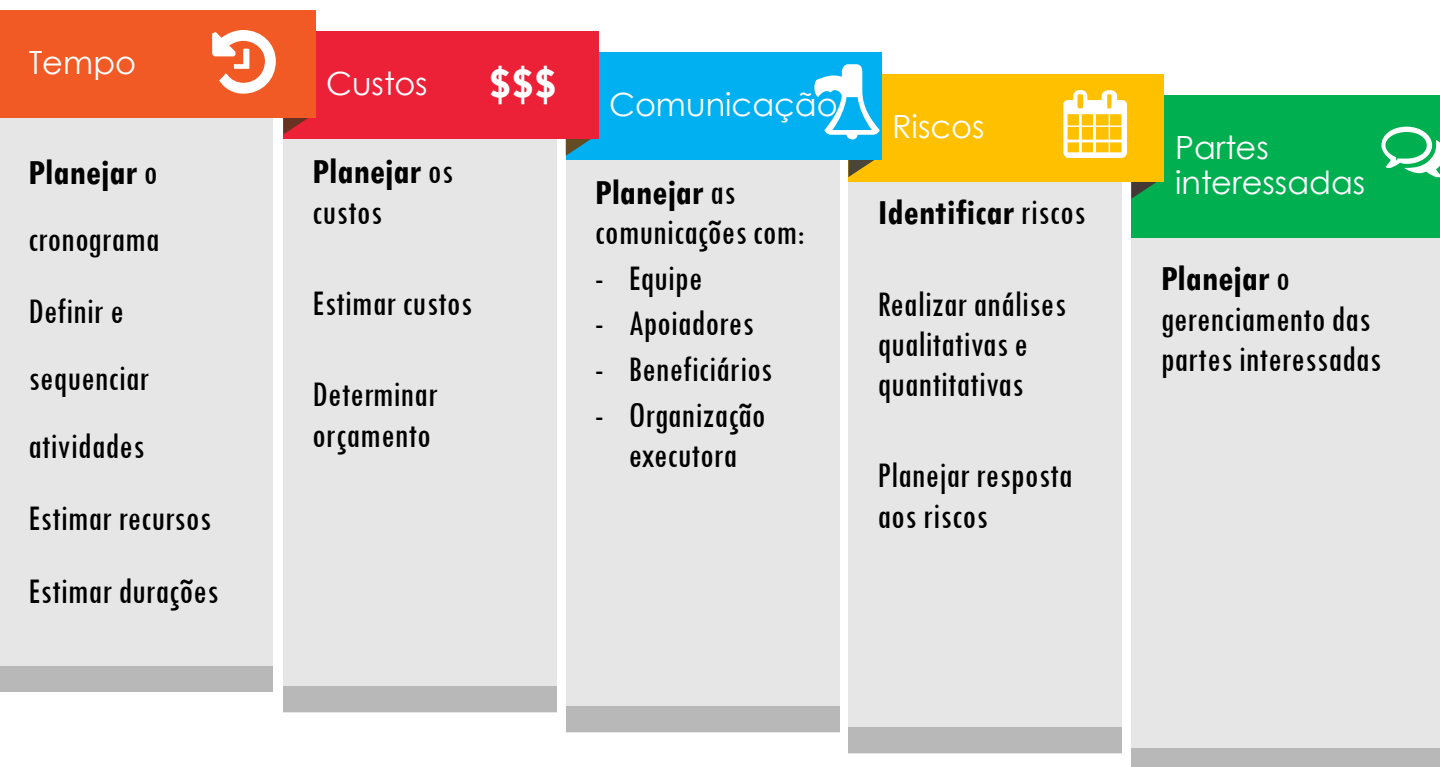 Tempo
Planejar o
cronograma
Definir e
sequenciar
atividades
Estimar recursos
Estimar durações
Custos $$$
Planejar os
custos
Estimar custos
Determinar
orçamento
Comunicação
Planejar as
comunicações com:
- Equipe
- Apoiadores
- Beneficiários
- Organização
executora
Riscos
Identificar riscos
Realizar análises
qualitativas e
quantitativas
Planejar resposta
aos riscos
Partes
interessadas
Planejar o
gerenciamento das
partes interessadas